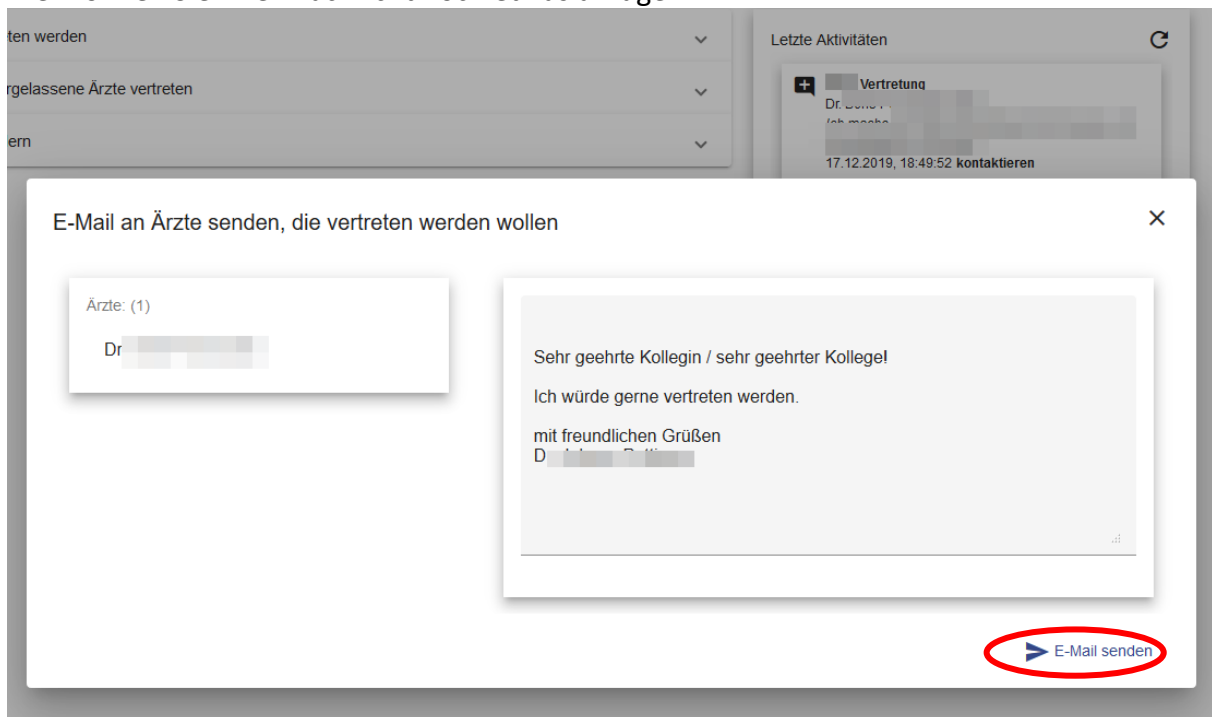 ten werden
rgelassene Ärzte vertreten
ern
Letzte Aktivitäten
Vertretung
Dr.
17.12.2019, 18:49:52 kontaktieren
E-Mail an Ärzte senden, die vertreten werden wollen
Ärzte: (1)
Dr
Sehr geehrte Kollegin / sehr geehrter Kollege!
Ich würde gerne vertreten werden.
mit freundlichen Grüßen
D
E-Mail senden